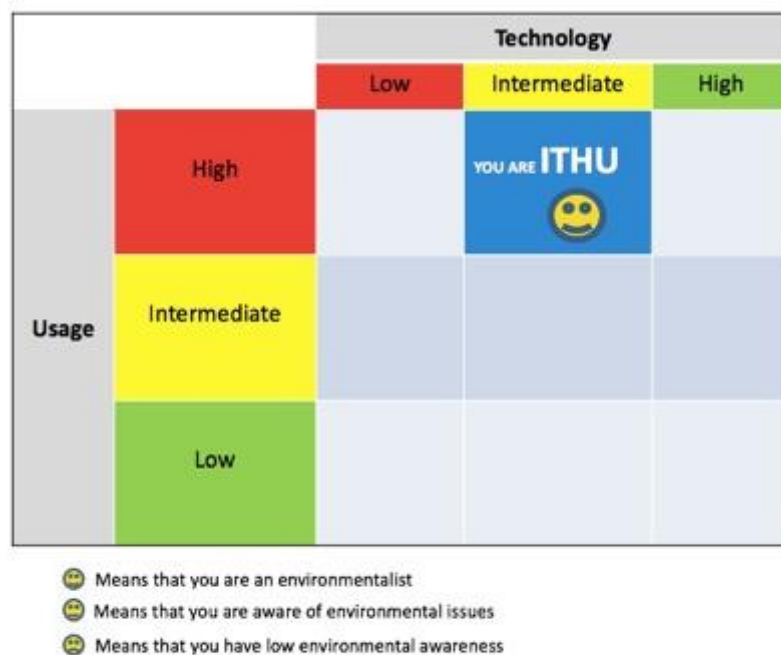 Technology
Low Intermediate High
High
YOU ARE ITHU
Usage
Intermediate
Low
Means that you are an environmentalist
Means that you are aware of environmental issues
Means that you have low environmental awareness